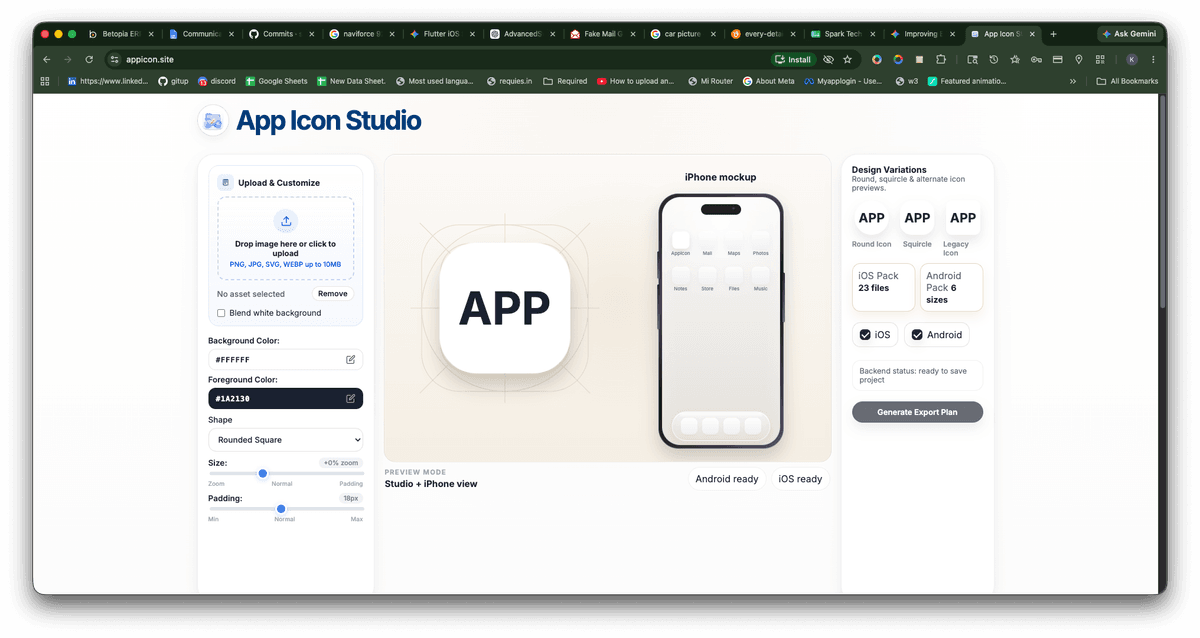 Betopia ER
Communic
Commits -
naviforce 9
Flutter iOS
AdvancedS
Fake Mail G
car picture
every-deta
Spark Tech
Improving
App Icon S
Ask Gemini
appicon.site
Install
K
https://www.linked...
gitup
discord
Google Sheets
New Data Sheet.
Most used langua...
requies.in
Required
How to upload an...
Mi Router
About Meta
Myapplogin - Use...
w3
Featured animatio...
All Bookmarks
App Icon Studio
Upload & Customize
Drop image here or click to
upload
PNG, JPG, SVG, WEBP up to 10MB
No asset selected
Remove
Blend white background
Background Color:
#FFFFFF
Foreground Color:
#1A2130
Shape
Rounded Square
Size:
+0% zoom
Zoom
Normal
Padding
Padding:
18px
Min
Normal
Max
APP
iPhone mockup
AppIcon
Mail
Maps
Photos
Notes
Store
Files
Music
PREVIEW MODE
Studio + iPhone view
Android ready
iOS ready
Design Variations
Round, squircle & alternate icon
previews.
APP
APP
APP
Round Icon
Squircle
Legacy
Icon
iOS Pack
23 files
Android
Pack 6
sizes
iOS
Android
Backend status: ready to save
project
Generate Export Plan